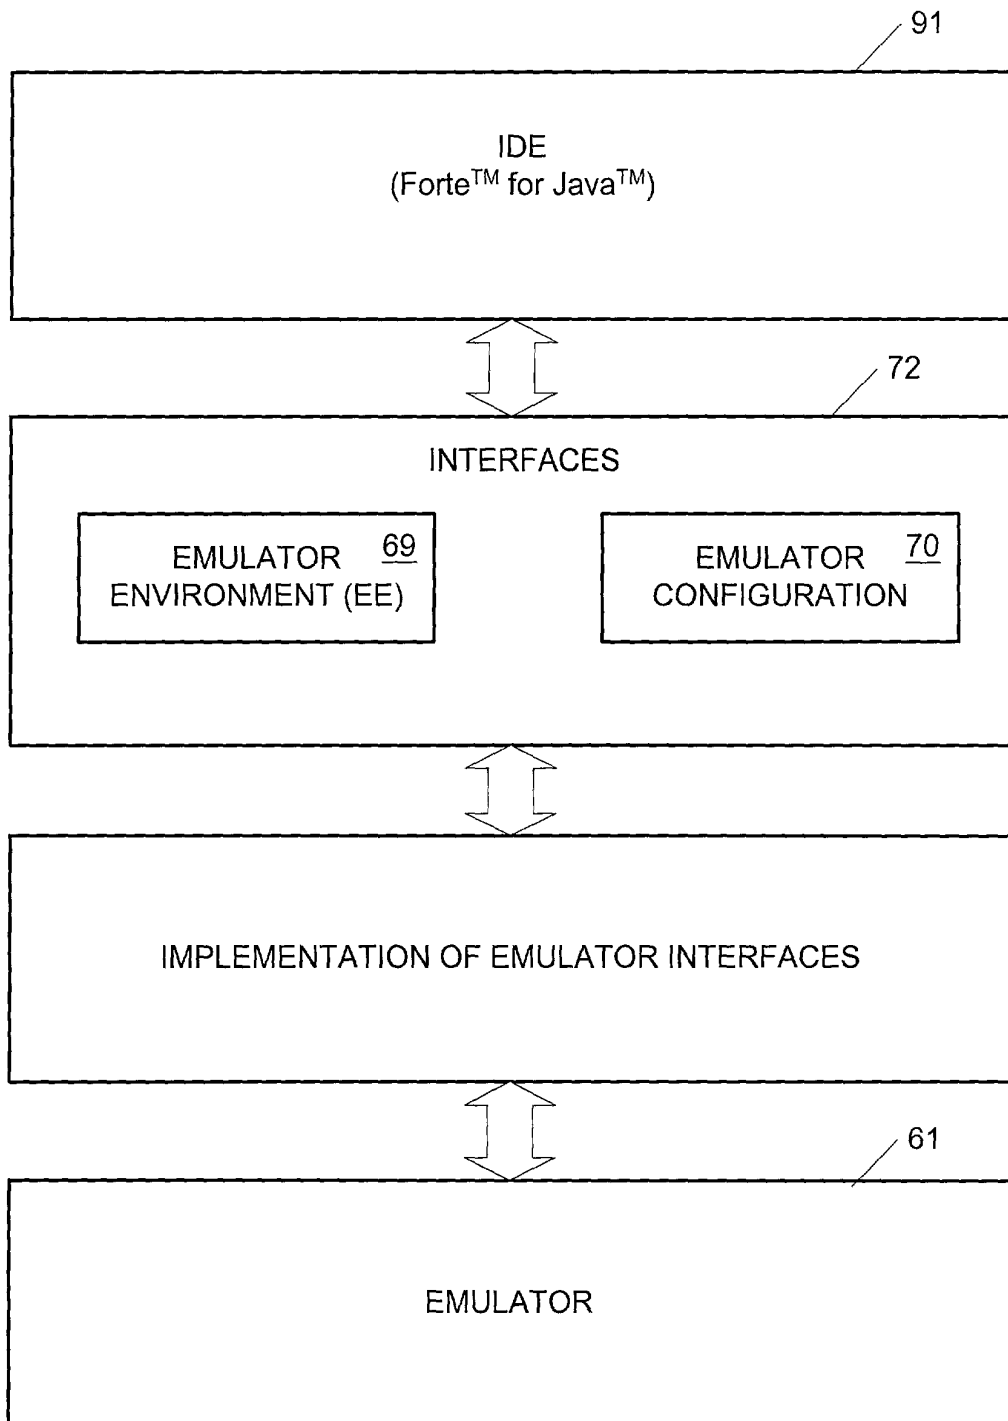 91
IDE
(Forte™ for Java™)
72
INTERFACES
EMULATOR 69
ENVIRONMENT (EE)
EMULATOR 70
CONFIGURATION
IMPLEMENTATION OF EMULATOR INTERFACES
61
EMULATOR